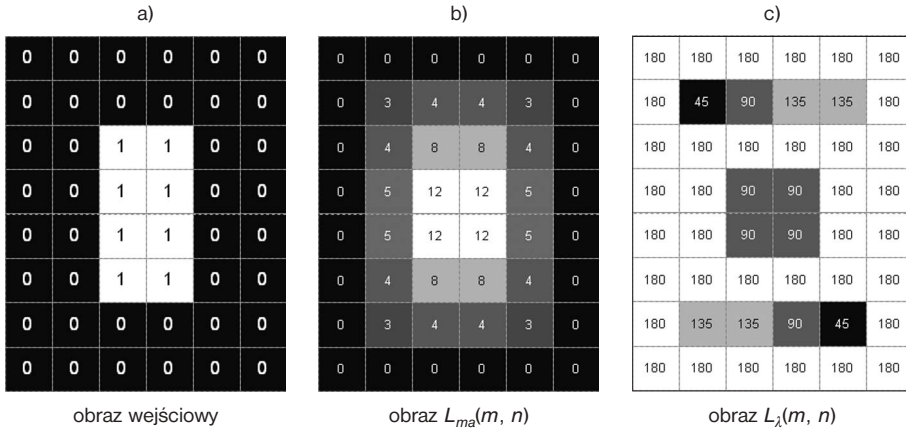 a) b) c)
0 0 0 0 0 0 0 0 0 0 0 0 180 180 180 180 180 180
0 0 0 0 0 0 0 3 4 4 3 0 180 45 90 135 135 180
0 0 1 1 0 0 0 4 8 8 4 0 180 180 180 180 180 180
0 0 1 1 0 0 0 5 12 12 5 0 180 180 90 90 180 180
0 0 1 1 0 0 0 5 12 12 5 0 180 180 90 90 180 180
0 0 1 1 0 0 0 4 8 8 4 0 180 180 180 180 180 180
0 0 0 0 0 0 0 3 4 4 3 0 180 135 135 90 45 180
0 0 0 0 0 0 0 0 0 0 0 0 180 180 180 180 180 180
obraz wejściowy obraz Lma(m, n) obraz Lλ(m, n)